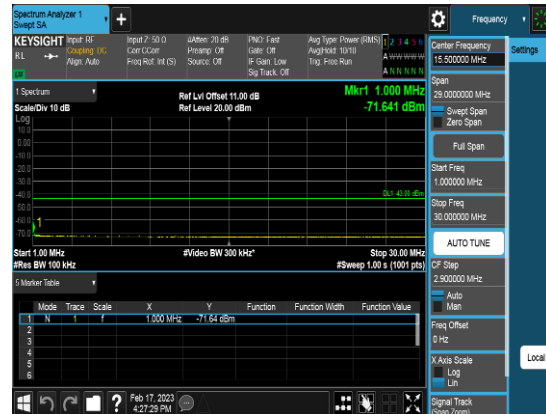 Spectrum Analyzer 1
Swept SA
+
Frequency
KEYSIGHT
RL
Input: RF
Coupling: DC
Align: Auto
Input Z: 50 Ω
Corr CCorr
Freq Ref: Int (S)
#Atten: 20 dB
Preamp: Off
Source: Off
PNO: Fast
Gate: Off
IF Gain: Low
Sig Track: Off
Avg Type: Power (RMS)
Avg|Hold: 10/10
Trig: Free Run
1 2 3 4 5 6
A W W W W W
A N N N N N
1 Spectrum
Scale/Div 10 dB
Ref Lvl Offset 11.00 dB
Ref Level 20.00 dBm
Mkr1 1.000 MHz
-71.641 dBm
Log
10.0
0.00
-10.0
-20.0
-30.0
-40.0
-50.0
-60.0
-70.0
DL1 -43.00 dBm
1
Start 1.00 MHz
#Res BW 100 kHz
#Video BW 300 kHz*
Stop 30.00 MHz
#Sweep 1.00 s (1001 pts)
5 Marker Table
Mode Trace Scale X Y Function Function Width Function Value
1 N 1 f 1.000 MHz -71.64 dBm
2
3
4
5
6
Feb 17, 2023
4:27:29 PM
Center Frequency
15.500000 MHz
Settings
Span
29.0000000 MHz
Swept Span
Zero Span
Full Span
Start Freq
1.000000 MHz
Stop Freq
30.000000 MHz
AUTO TUNE
CF Step
2.900000 MHz
Auto
Man
Freq Offset
0 Hz
X Axis Scale
Log
Lin
Local
Signal Track
(Span Zoom)